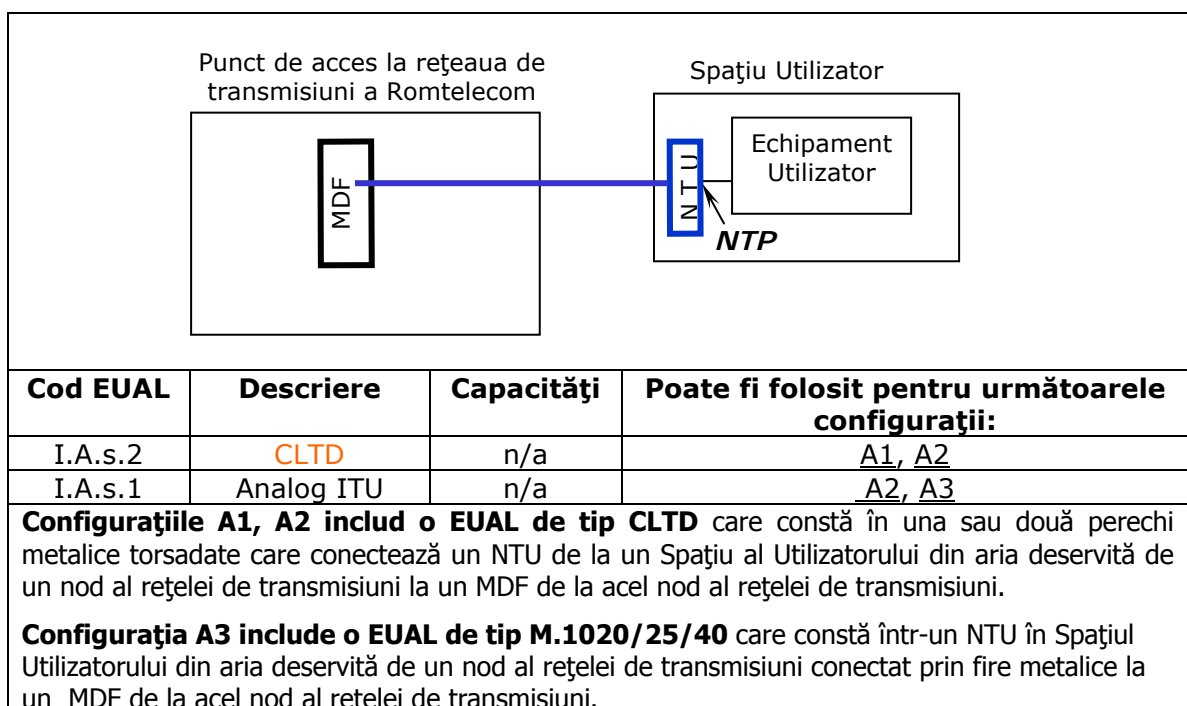 Punct de acces la reţeaua de
transmisiuni a Romtelecom
Spaţiu Utilizator
MDF
N T U
Echipament
Utilizator
NTP
Cod EUAL Descriere Capacităţi Poate fi folosit pentru următoarele
configuraţii:
I.A.s.2 CLTD n/a A1, A2
I.A.s.1 Analog ITU n/a A2, A3
Configuraţiile A1, A2 includ o EUAL de tip CLTD care constă în una sau două perechi
metalice torsadate care conectează un NTU de la un Spaţiu al Utilizatorului din aria deservită de
un nod al reţelei de transmisiuni la un MDF de la acel nod al reţelei de transmisiuni.
Configuraţia A3 include o EUAL de tip M.1020/25/40 care constă într-un NTU în Spaţiul
Utilizatorului din aria deservită de un nod al reţelei de transmisiuni conectat prin fire metalice la
un MDF de la acel nod al reţelei de transmisiuni.